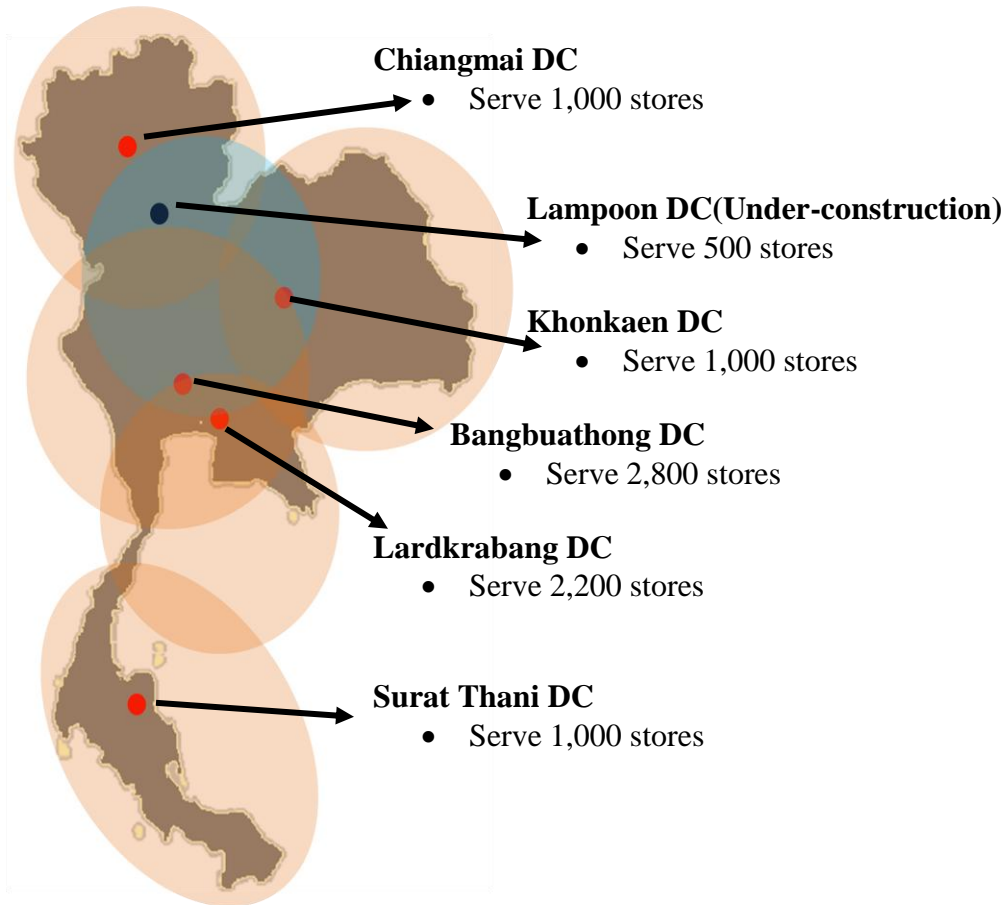 Chiangmai DC
• Serve 1,000 stores
Lampoon DC(Under-construction)
• Serve 500 stores
Khonkaen DC
• Serve 1,000 stores
Bangbuathong DC
• Serve 2,800 stores
Lardkrabang DC
• Serve 2,200 stores
Surat Thani DC
• Serve 1,000 stores